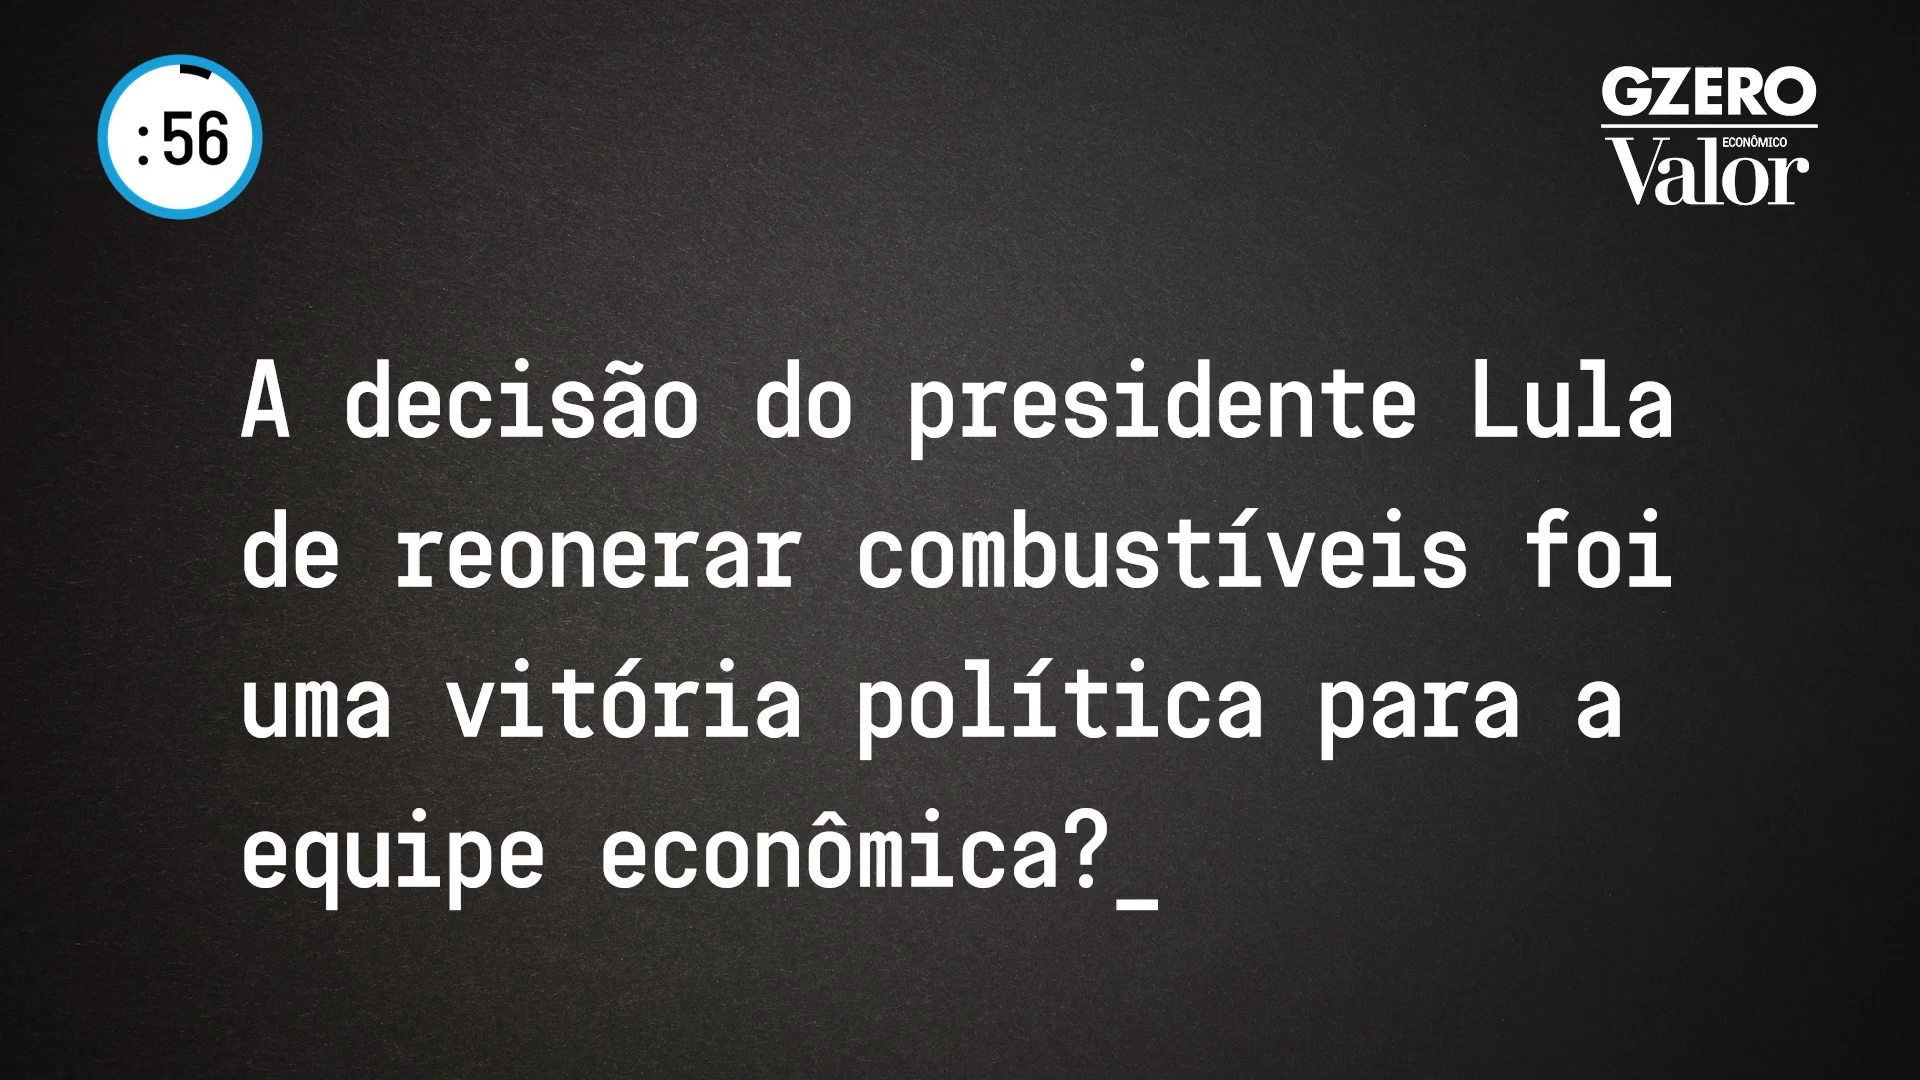 :56
GZERO
ECONÔMICO
Valor
A decisão do presidente Lula
de reonerar combustíveis foi
uma vitória política para a
equipe econômica?_